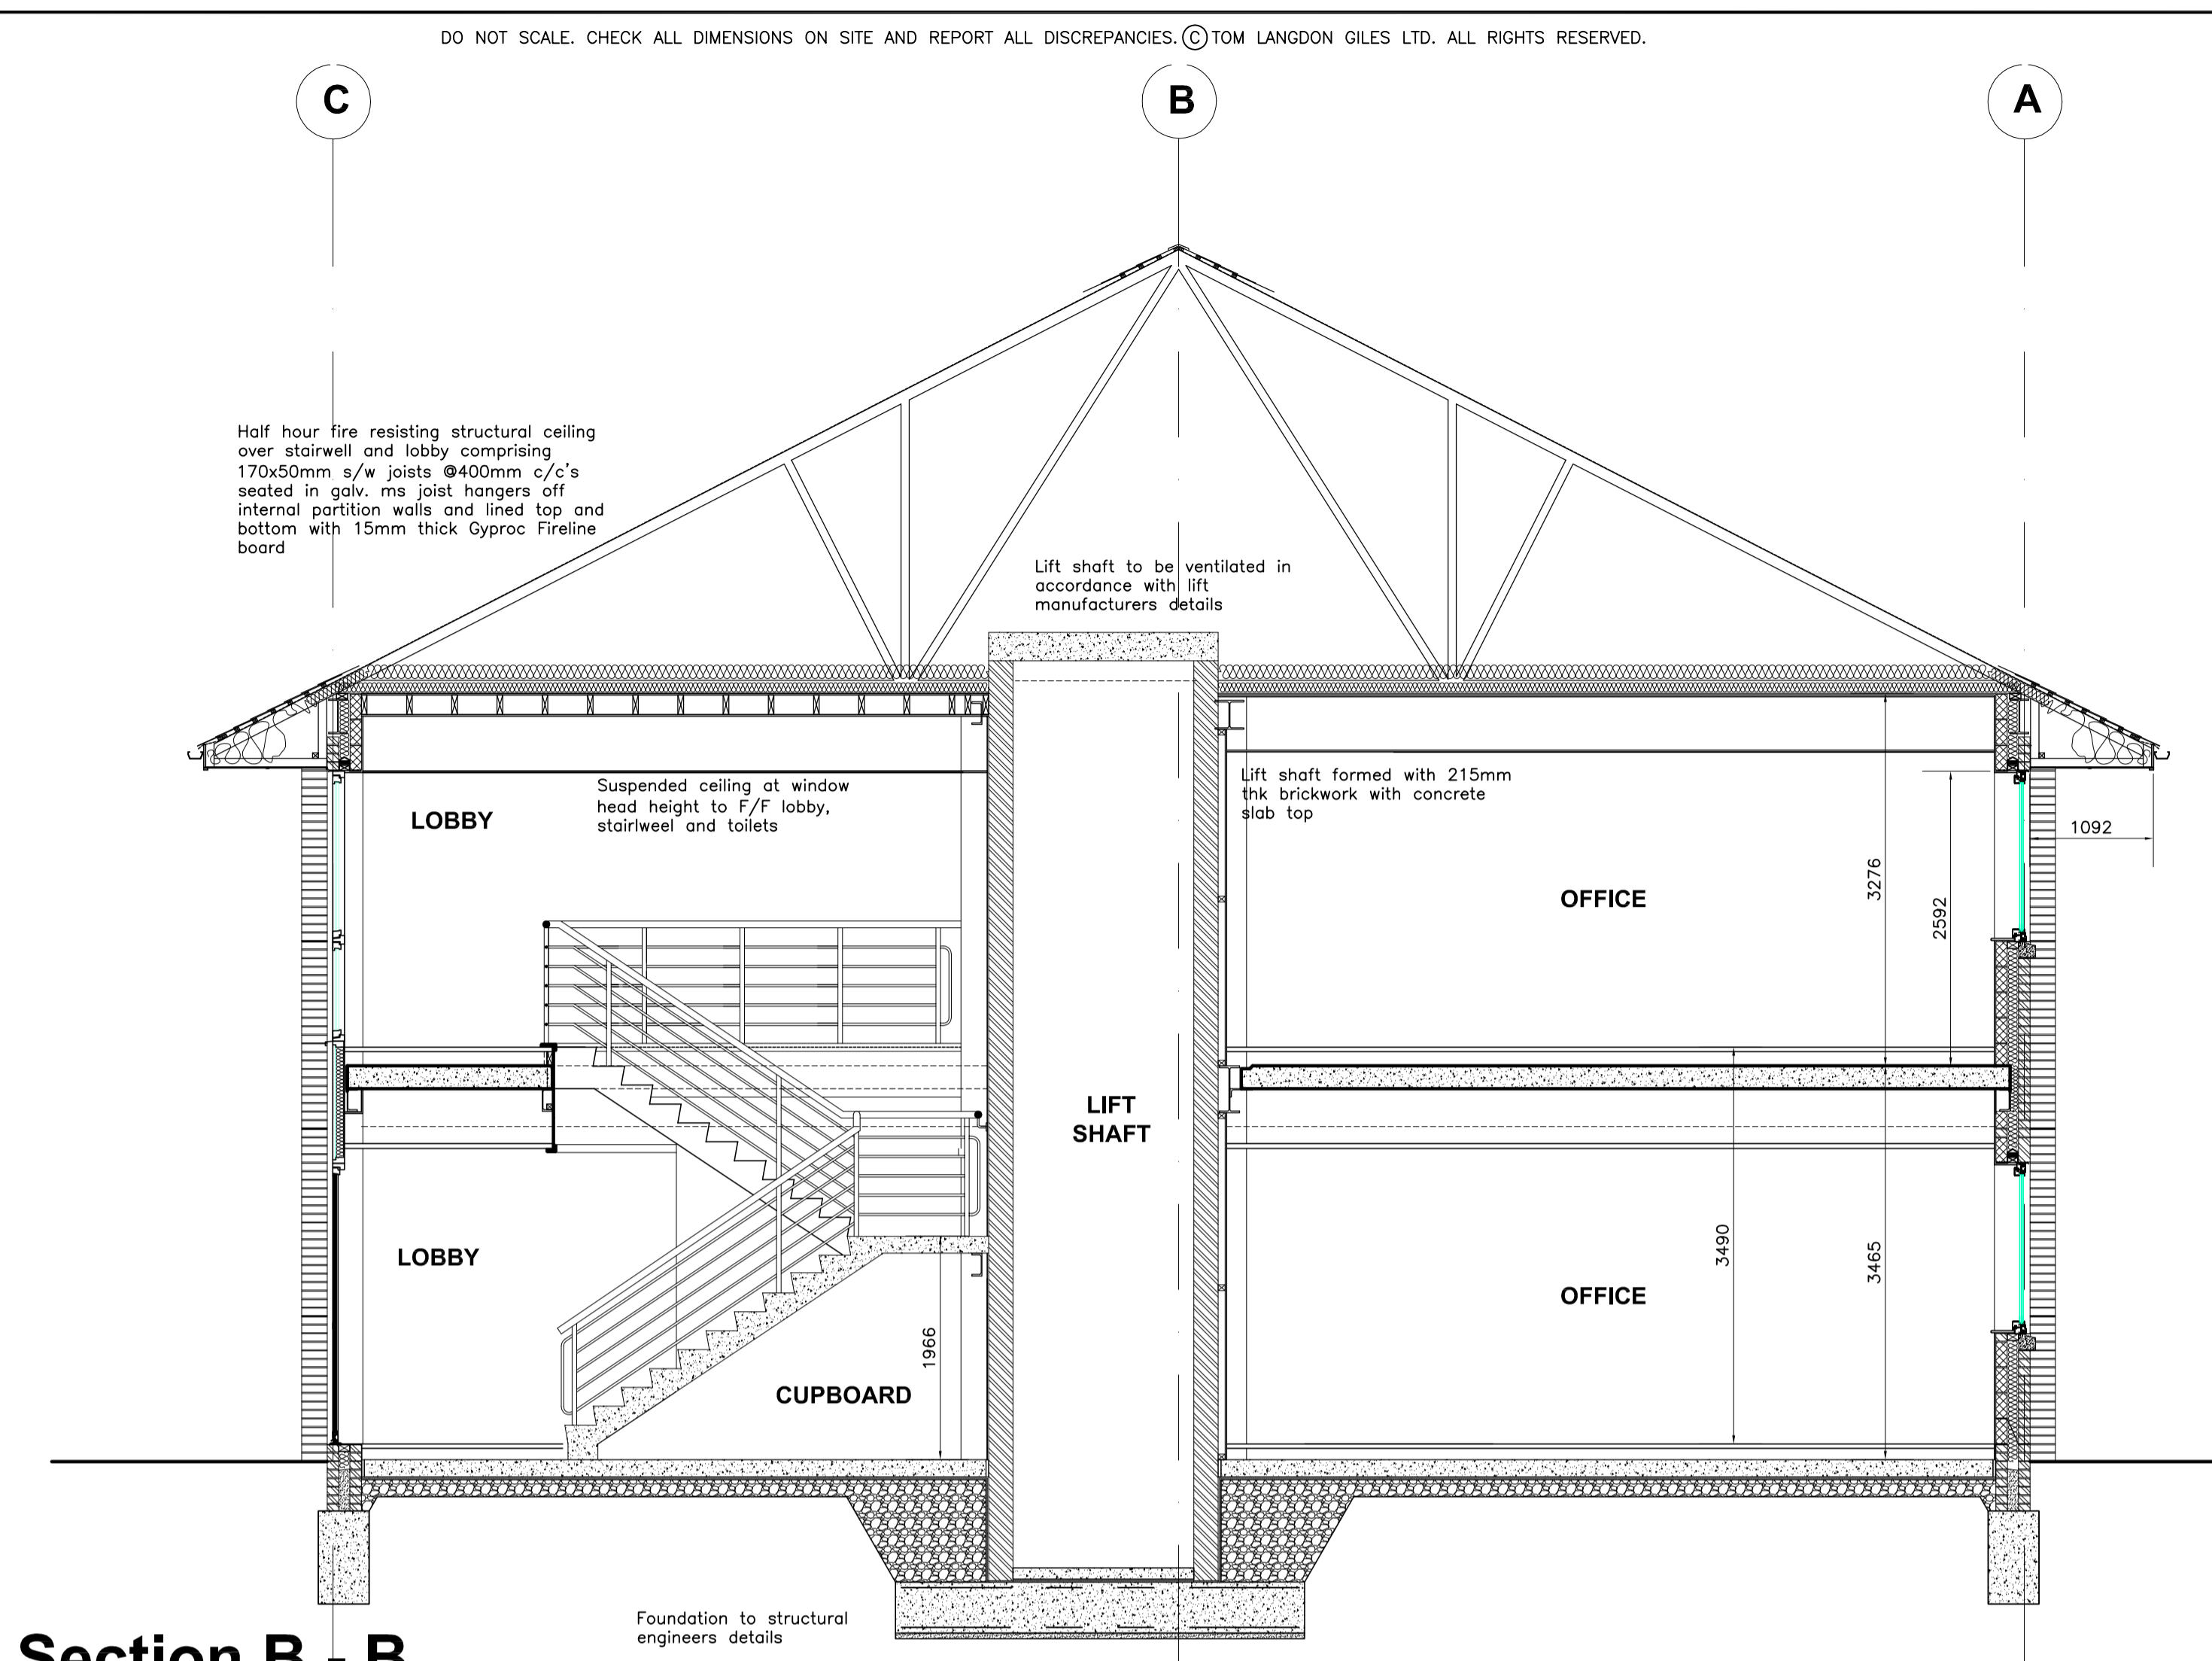 DO NOT SCALE. CHECK ALL DIMENSIONS ON SITE AND REPORT ALL DISCREPANCIES. © TOM LANGDON GILES LTD. ALL RIGHTS RESERVED.
C
B
A
Half hour fire resisting structural ceiling
over stairwell and lobby comprising
170x50mm s/w joists @400mm c/c's
seated in galv. ms joist hangers off
internal partition walls and lined top and
bottom with 15mm thick Gyproc Fireline
board
Lift shaft to be ventilated in
accordance with lift
manufacturers details
Suspended ceiling at window
head height to F/F lobby,
stairlweel and toilets
Lift shaft formed with 215mm
thk brickwork with concrete
slab top
LOBBY
OFFICE
3276
2592
1092
LIFT
SHAFT
LOBBY
OFFICE
3490
3465
1966
CUPBOARD
Foundation to structural
engineers details
Section B - B